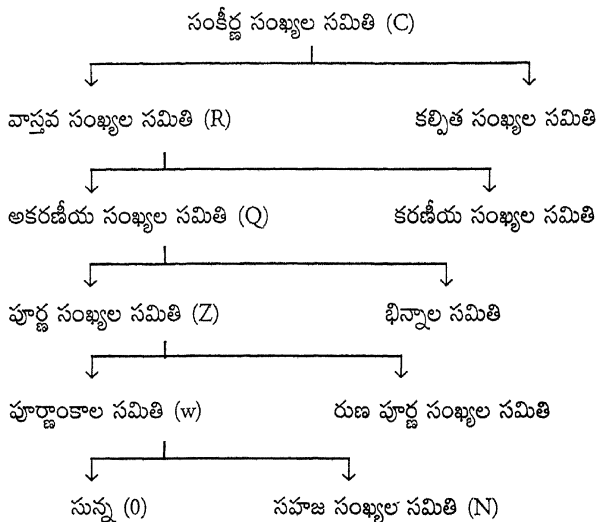 సంకీర్ణ సంఖ్యల సమితి (C)
వాస్తవ సంఖ్యల సమితి (R) కల్పిత సంఖ్యల సమితి
అకరణీయ సంఖ్యల సమితి (Q) కరణీయ సంఖ్యల సమితి
పూర్ణ సంఖ్యల సమితి (Z) భిన్నాల సమితి
పూర్ణాంకాల సమితి (w) రుణ పూర్ణ సంఖ్యల సమితి
సున్న (0) సహజ సంఖ్యల సమితి (N)